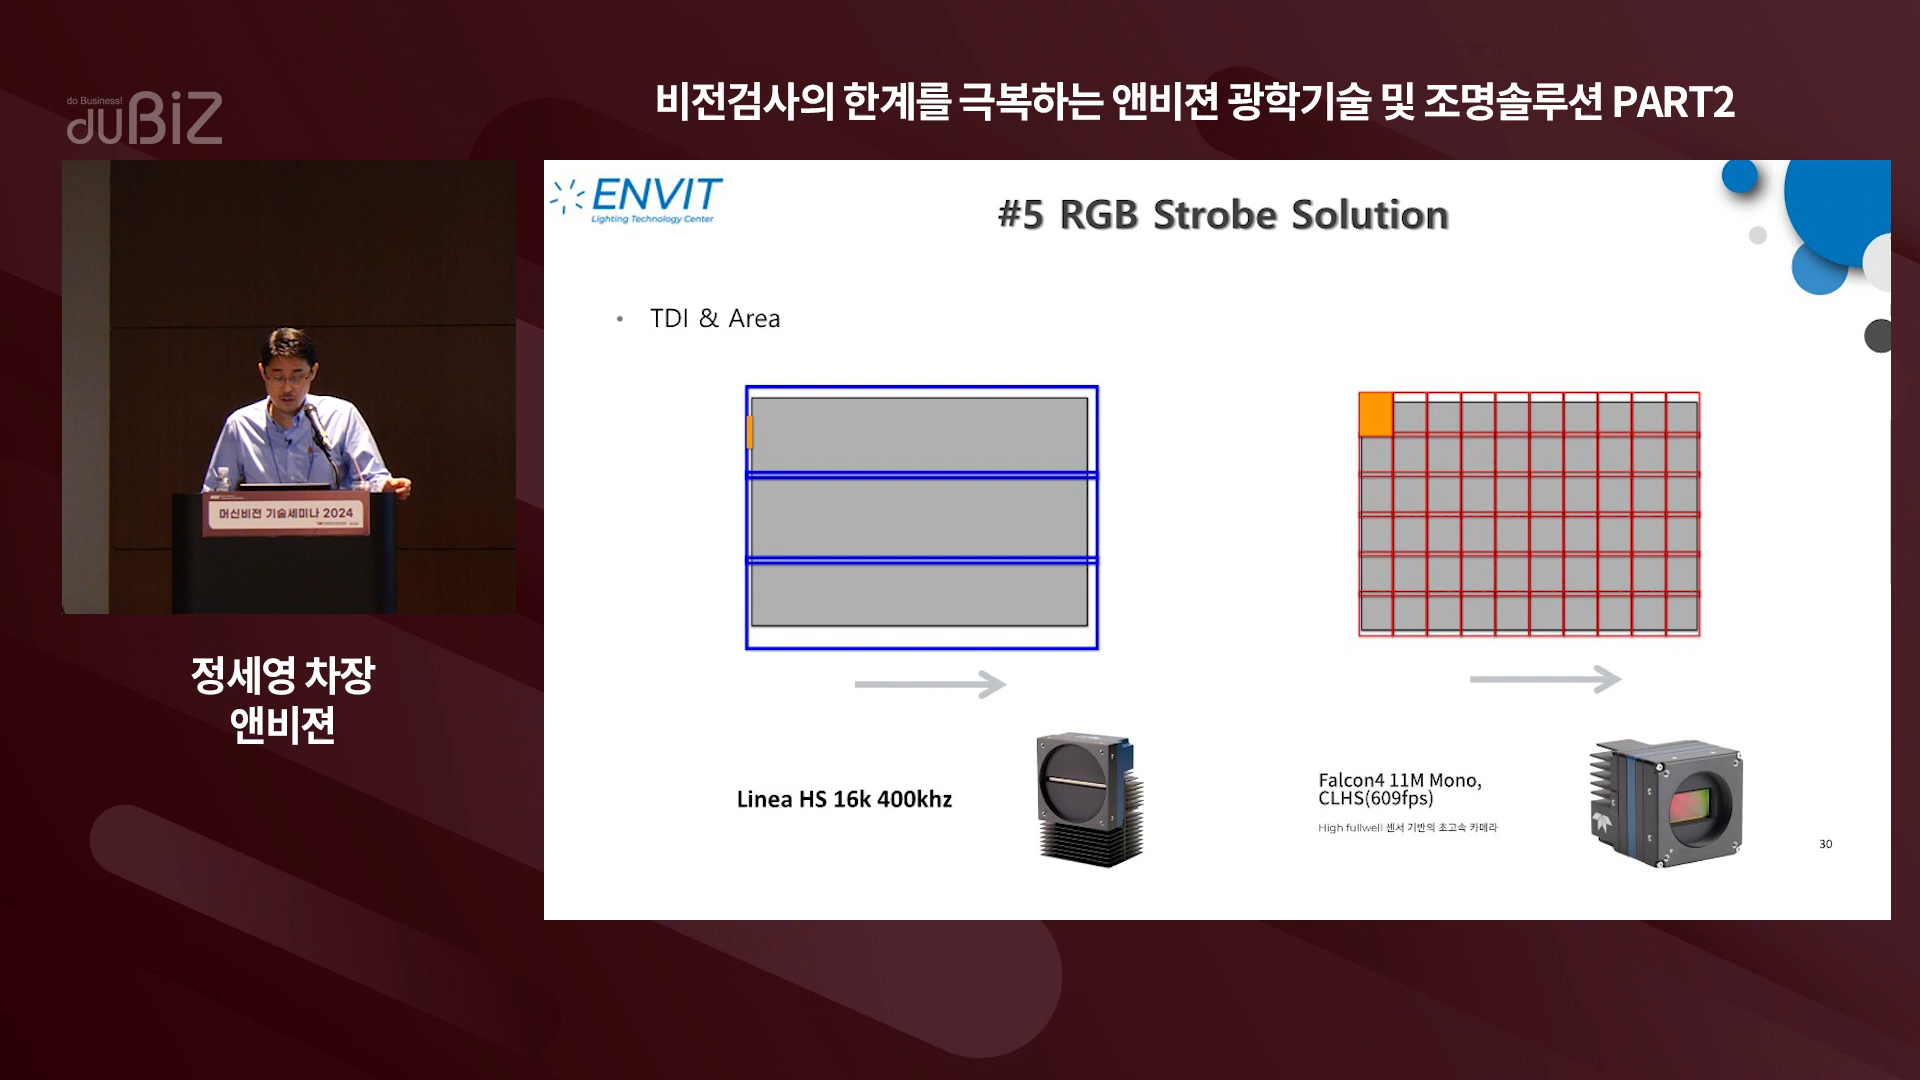 do Business!
duBiZ
비전검사의 한계를 극복하는 앤비젼 광학기술 및 조명솔루션 PART2
ENVIT
Lighting Technology Center
#5 RGB Strobe Solution
• TDI & Area
머신비전 기술세미나 2024
정세영 차장
앤비젼
Linea HS 16k 400khz
Falcon4 11M Mono,
CLHS(609fps)
High fullwell 센서 기반의 초고속 카메라
30